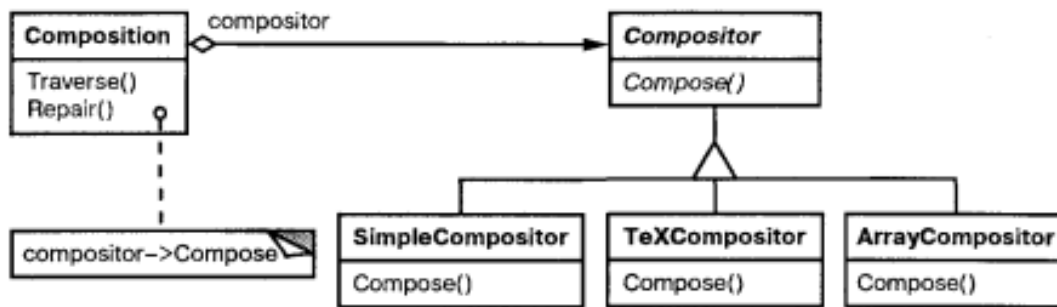 compositor
Composition
Traverse()
Repair()
compositor->Compose
Compositor
Compose()
SimpleCompositor
Compose()
TeXCompositor
Compose()
ArrayCompositor
Compose()